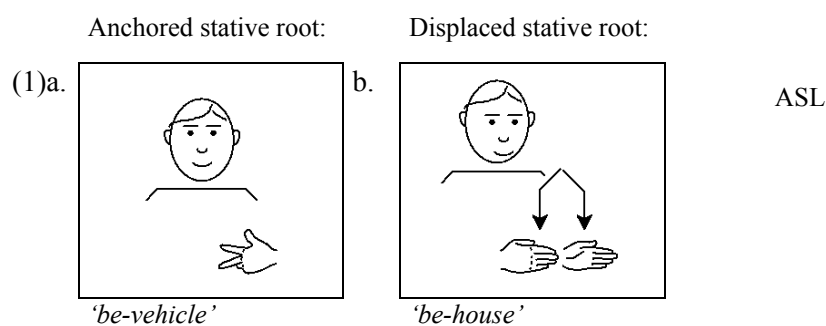 Anchored stative root: Displaced stative root:
(1)a. b. ASL
‘be-vehicle’ ‘be-house’